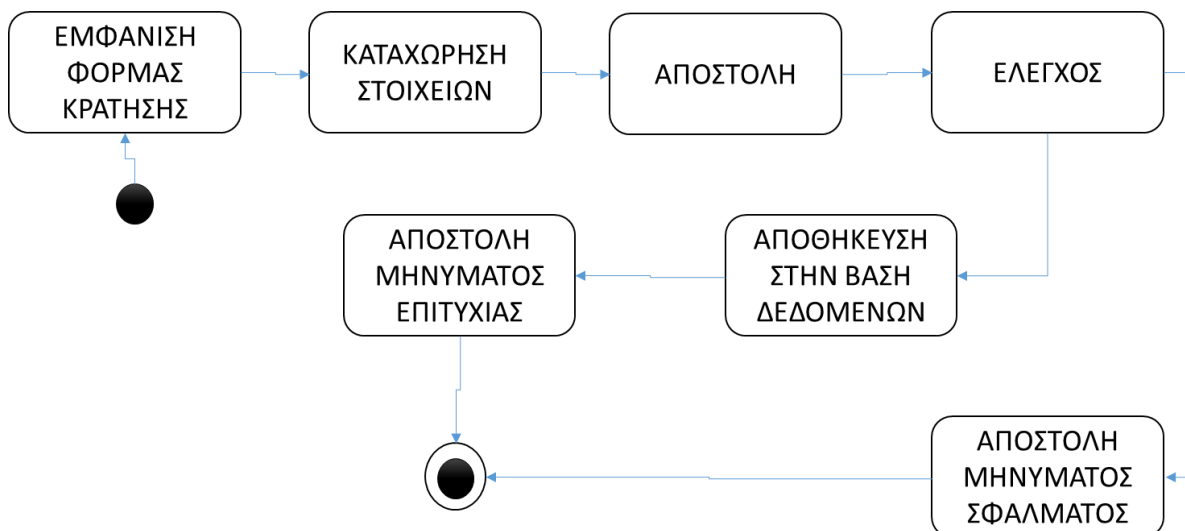 ΕΜΦΑΝΙΣΗ
ΦΟΡΜΑΣ
ΚΡΑΤΗΣΗΣ
ΚΑΤΑΧΩΡΗΣΗ
ΣΤΟΙΧΕΙΩΝ
ΑΠΟΣΤΟΛΗ
ΕΛΕΓΧΟΣ
ΑΠΟΣΤΟΛΗ
ΜΗΝΥΜΑΤΟΣ
ΕΠΙΤΥΧΙΑΣ
ΑΠΟΘΗΚΕΥΣΗ
ΣΤΗΝ ΒΑΣΗ
ΔΕΔΟΜΕΝΩΝ
ΑΠΟΣΤΟΛΗ
ΜΗΝΥΜΑΤΟΣ
ΣΦΑΛΜΑΤΟΣ